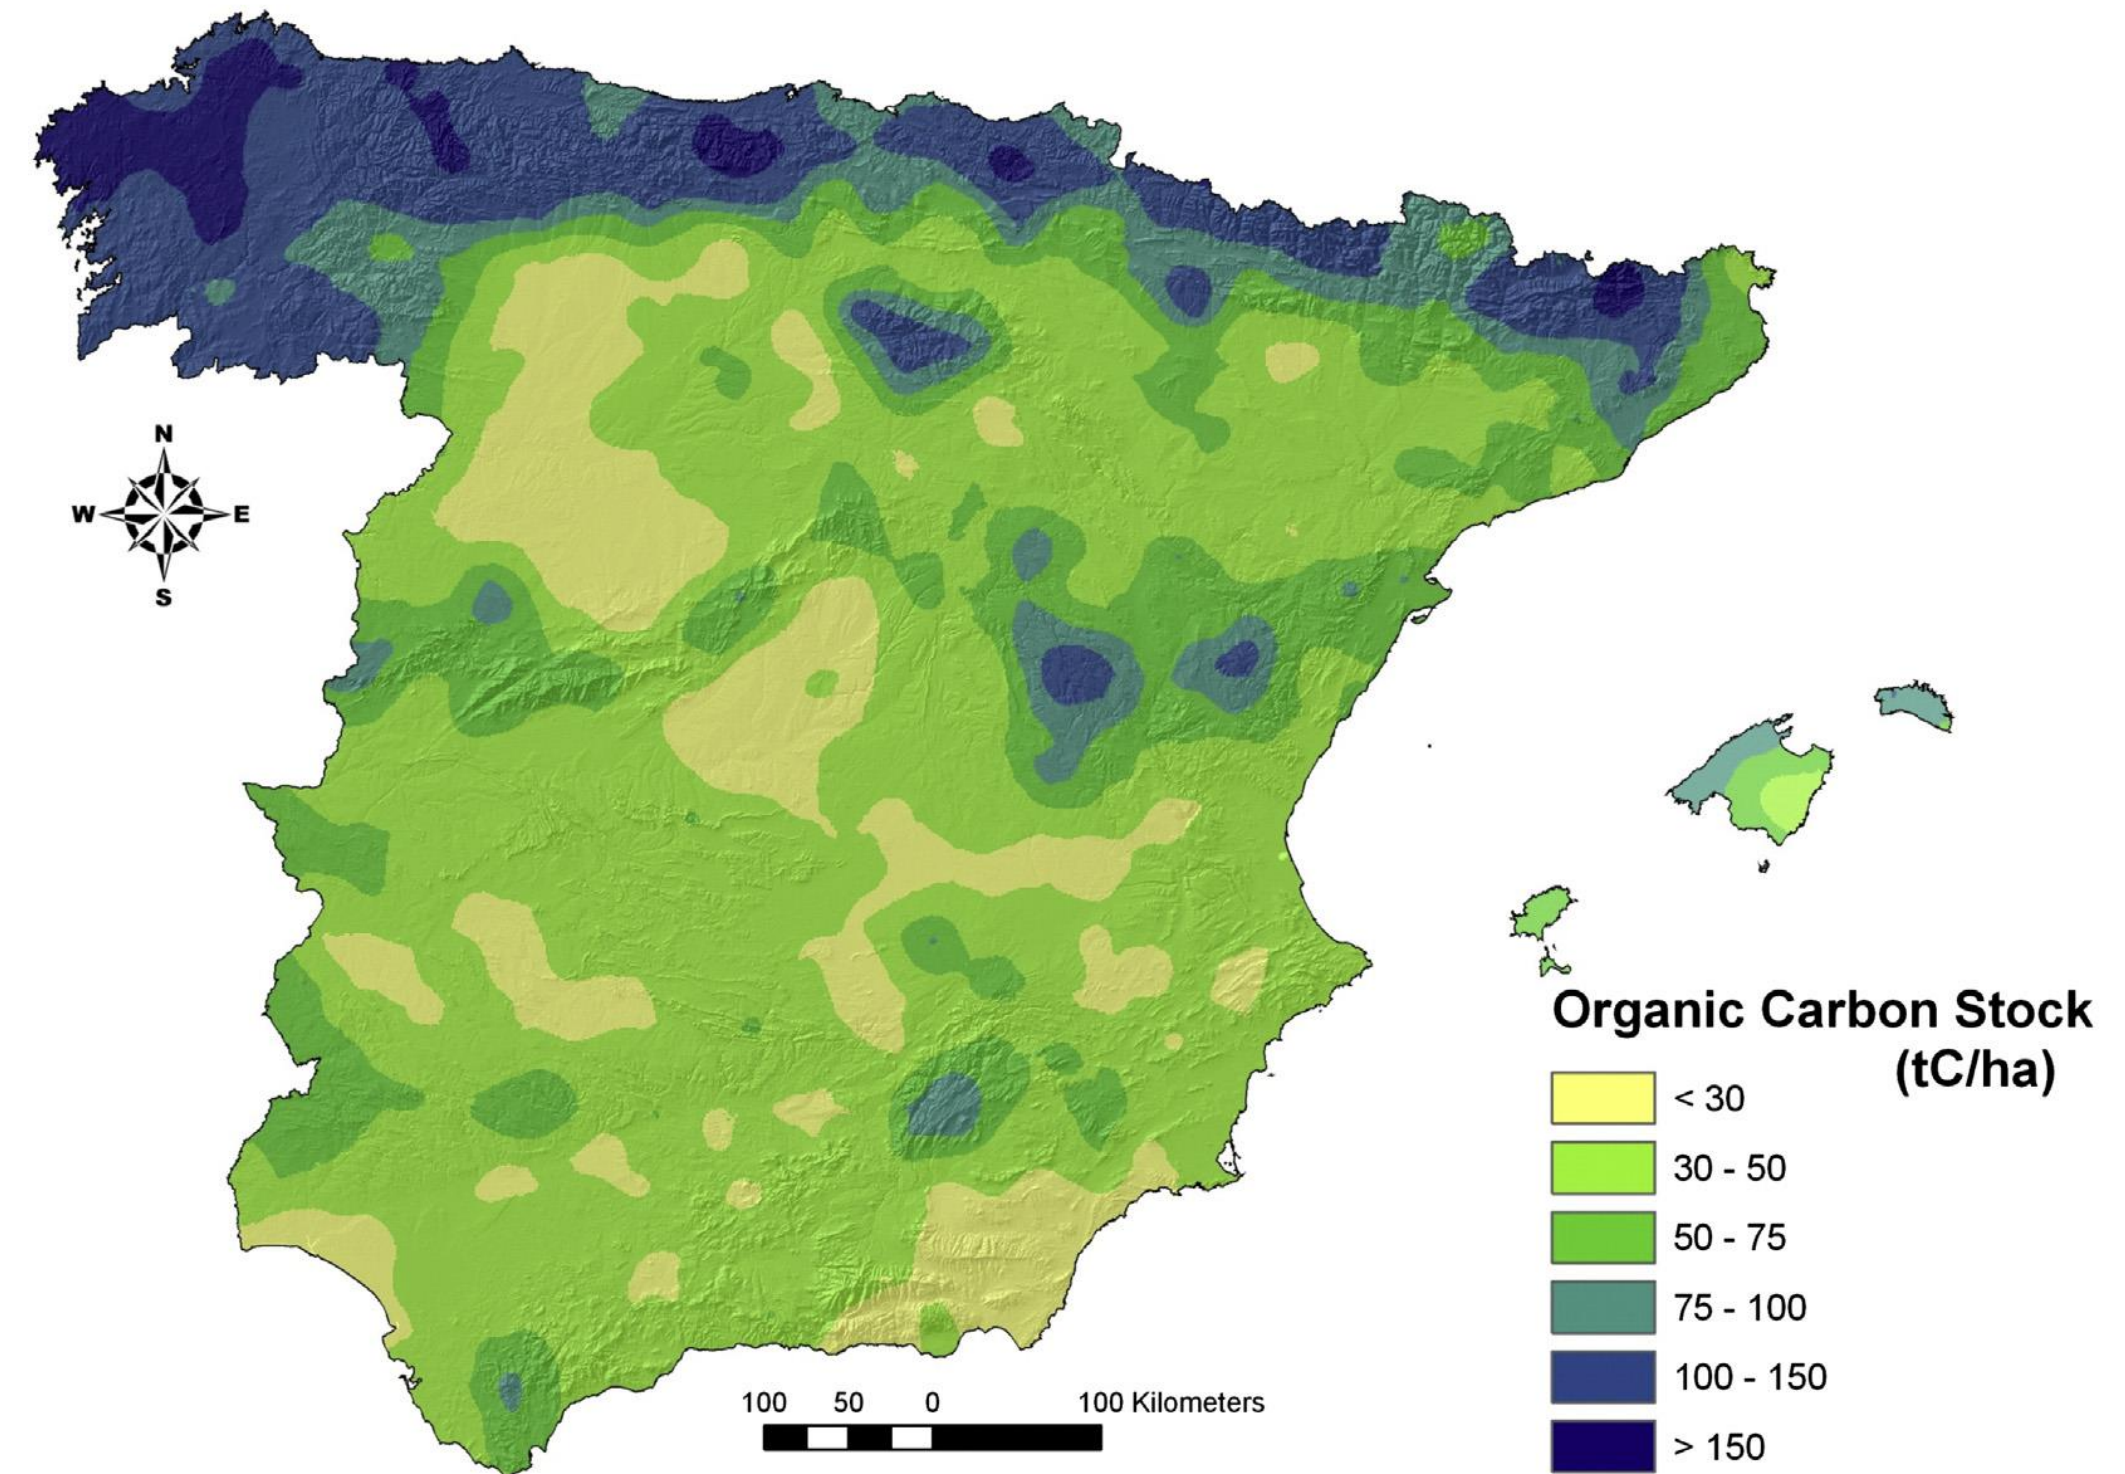 N
W E
S
Organic Carbon Stock
(tC/ha)
< 30
30 - 50
50 - 75
75 - 100
100 - 150
> 150
100 50 0 100 Kilometers